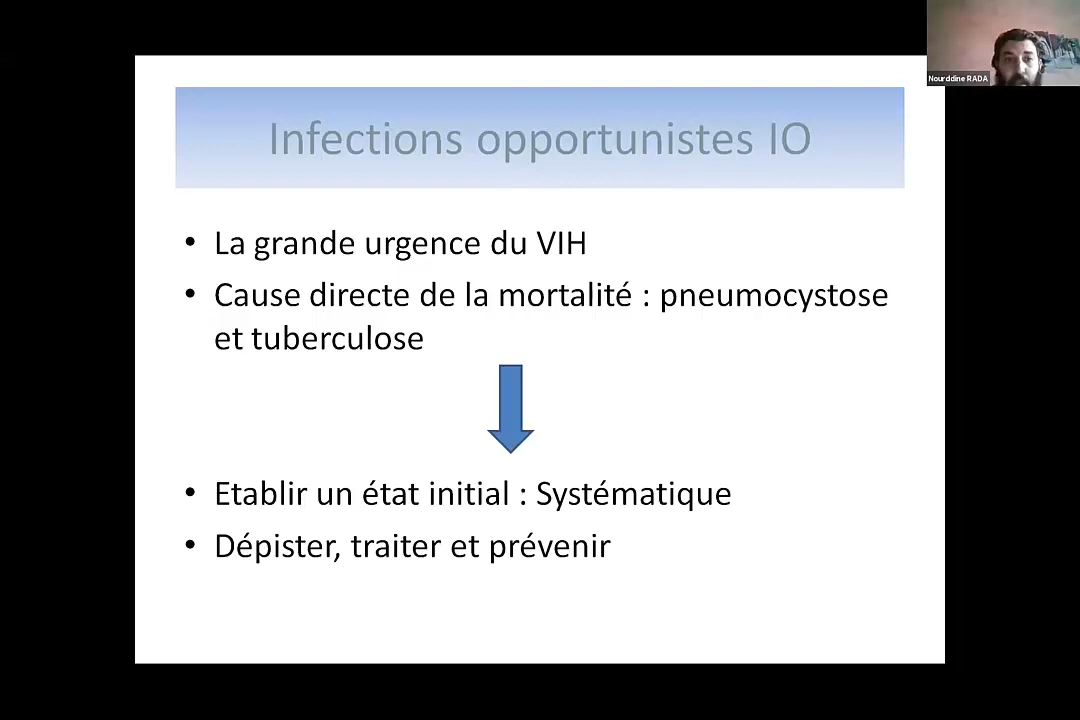 Nourddine RADA
Infections opportunistes IO
• La grande urgence du VIH
• Cause directe de la mortalité : pneumocystose
et tuberculose
• Etablir un état initial : Systématique
• Dépister, traiter et prévenir